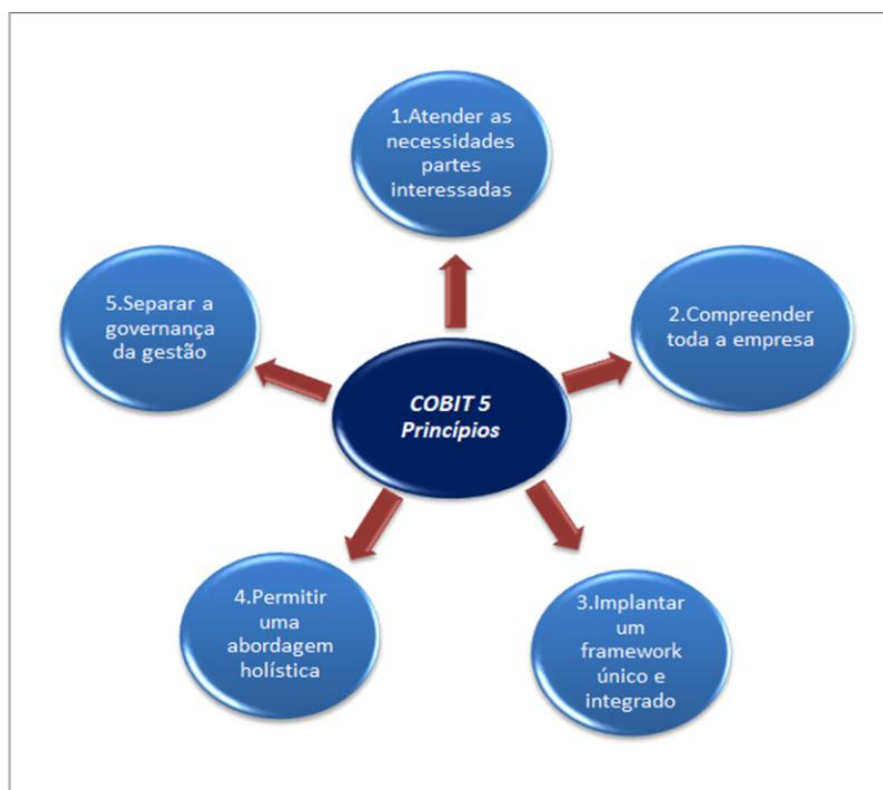 1.Atender as
necessidades
partes
interessadas
2.Compreender
toda a empresa
3.Implantar
um
framework
único e
integrado
4.Permitir
uma
abordagem
holística
5.Separar a
governança
da gestão
COBIT 5
Princípios